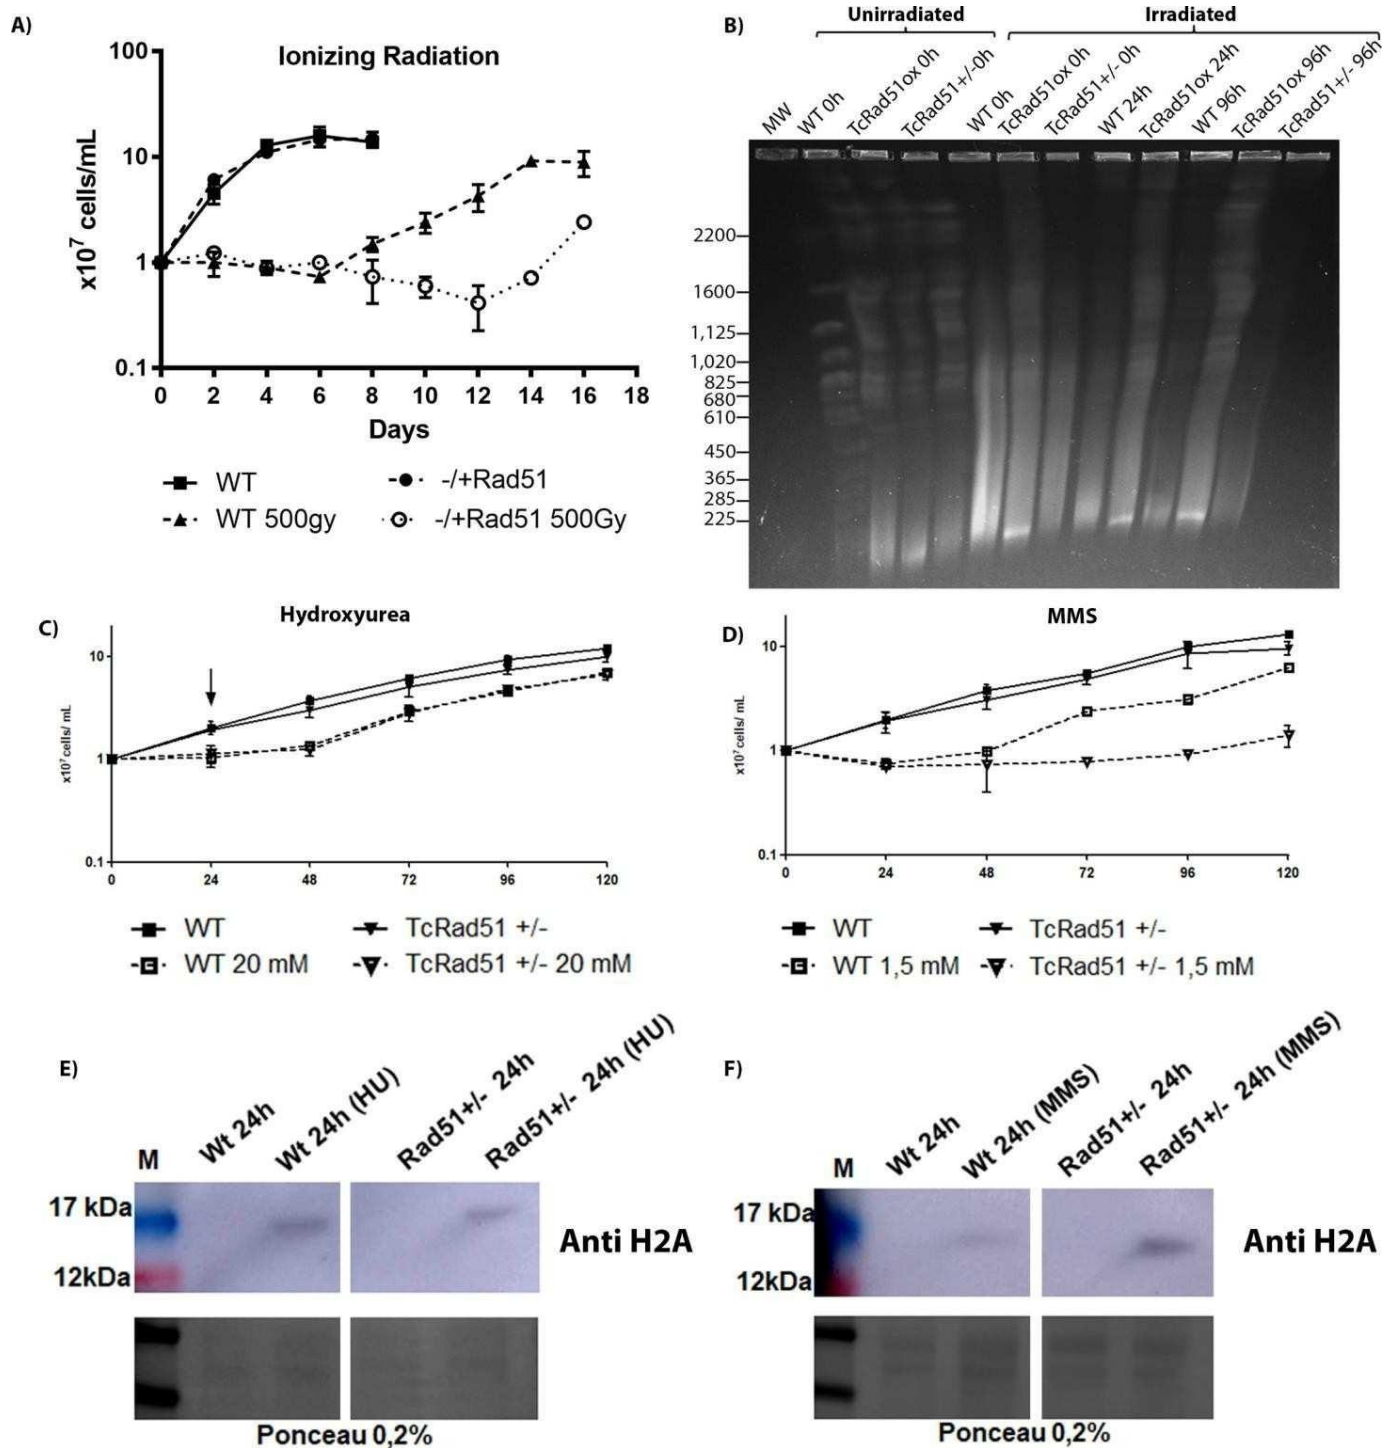 A)
Ionizing Radiation
100
10
1
0.1
x10⁷ cells/mL
0 2 4 6 8 10 12 14 16 18
Days
WT
-/+Rad51
WT 500gy
-/+Rad51 500Gy
B)
Unirradiated
Irradiated
MW
WT 0h
TcRad51ox 0h
TcRad51+/-0h
WT 0h
TcRad51ox 0h
TcRad51+/- 0h
WT 24h
TcRad51ox 24h
WT 96h
TcRad51ox 96h
TcRad51+/- 96h
2200
1600
1,125
1,020
825
680
610
450
365
285
225
C)
Hydroxyurea
10
1
0.1
x10⁷ cells/ mL
0 24 48 72 96 120
WT
TcRad51 +/-
WT 20 mM
TcRad51 +/- 20 mM
D)
MMS
10
1
0.1
x10⁷ cells/ mL
0 24 48 72 96 120
WT
TcRad51 +/-
WT 1,5 mM
TcRad51 +/- 1,5 mM
E)
M
Wt 24h
Wt 24h (HU)
Rad51+/- 24h
Rad51+/- 24h (HU)
17 kDa
12kDa
Anti H2A
Ponceau 0,2%
F)
M
Wt 24h
Wt 24h (MMS)
Rad51+/- 24h
Rad51+/- 24h (MMS)
17 kDa
12kDa
Anti H2A
Ponceau 0,2%